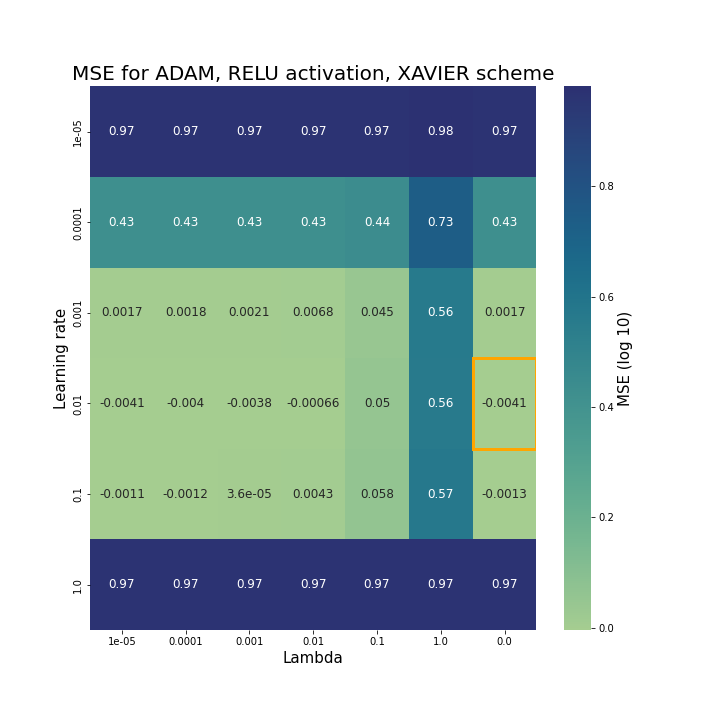 MSE for ADAM, RELU activation, XAVIER scheme
Learning rate
1e-05 0.97 0.97 0.97 0.97 0.97 0.98 0.97
0.0001 0.43 0.43 0.43 0.43 0.44 0.73 0.43
0.001 0.0017 0.0018 0.0021 0.0068 0.045 0.56 0.0017
0.01 -0.0041 -0.004 -0.0038 -0.00066 0.05 0.56 -0.0041
0.1 -0.0011 -0.0012 3.6e-05 0.0043 0.058 0.57 -0.0013
1.0 0.97 0.97 0.97 0.97 0.97 0.97 0.97
1e-05 0.0001 0.001 0.01 0.1 1.0 0.0
Lambda
0.8
0.6
0.4
0.2
0.0
MSE (log 10)